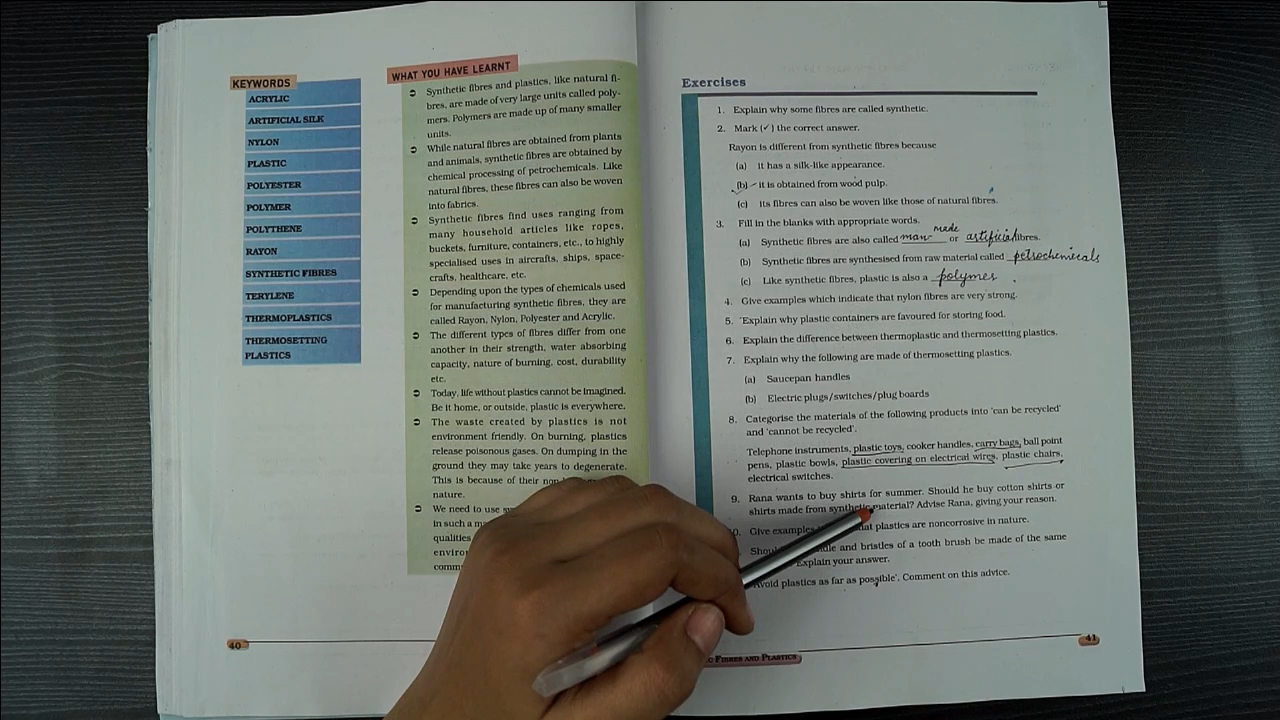 KEYWORDS
ACRYLIC
ARTIFICIAL SILK
NYLON
PLASTIC
POLYESTER
POLYMER
POLYTHENE
RAYON
SYNTHETIC FIBRES
TERYLENE
THERMOPLASTICS
THERMOSETTING
PLASTICS
WHAT YOU HAVE LEARNT
Synthetic fibres and plastics, like natural fi-
bres, are made of very large units called poly-
mers. Polymers are made up of many smaller
units.
While natural fibres are obtained from plants
and animals, synthetic fibres are obtained by
chemical processing of petrochemicals. Like
natural fibres, these fibres can also be woven
into fabrics.
Synthetic fibres find uses ranging from
many household articles like ropes,
buckets, furniture, containers, etc., to highly
specialised uses in aircrafts, ships, space-
crafts, healthcare, etc.
Depending upon the types of chemicals used
for manufacturing synthetic fibres, they are
called Rayon, Nylon, Polyester and Acrylic.
The different types of fibres differ from one
another in their strength, water absorbing
capacity, nature of burning, cost, durability
etc.
Today, life without plastics cannot be imagined.
Be it home, or outside, plastic is everywhere.
The waste created by plastics is not
environment friendly. On burning, plastics
release poisonous gases. On dumping in the
ground they may take years to degenerate.
This is because of their non
nature.
We need to use
in such a
qualities
40
Exercises
1. Explain why some fibres are called synthetic.
2. Mark (✓) the correct answer.
Rayon is different from synthetic fibres because
(a) It has a silk-like appearance.
(b) It is obtained from wood pulp.
(c) Its fibres can also be woven like those of natural fibres.
3. Fill in the blanks with appropriate words.
(a) Synthetic fibres are also called man made or artificial fibres.
(b) Synthetic fibres are synthesised from raw material called petrochemicals
(c) Like synthetic fibres, plastic is also a polymer.
4. Give examples which indicate that nylon fibres are very strong.
5. Explain why plastic containers are favoured for storing food.
6. Explain the difference between thermoplastic and thermosetting plastics.
7. Explain why the following are made of thermosetting plastics.
(a) Saucepan handles
(b) Electric plugs/switches/plug boards
8. Categorise the materials of the following products into 'can be recycled'
and 'cannot be recycled'.
Telephone instruments, plastic toys, cooker handles, carry bags, ball point
pens, plastic bowls, plastic covering on electrical wires, plastic chairs,
electrical switches.
9. Rana wants to buy shirts for summer. Should he buy cotton shirts or
shirts made from synthetic material? Advise Rana, giving your reason.
Give examples that plastics are noncorrosive in nature.
and bristles of a tooth brush be made of the same
Explain your answer.
Avoid plastics as far as possible'. Comment on this advice.
FIBRES AND PLASTICS
41